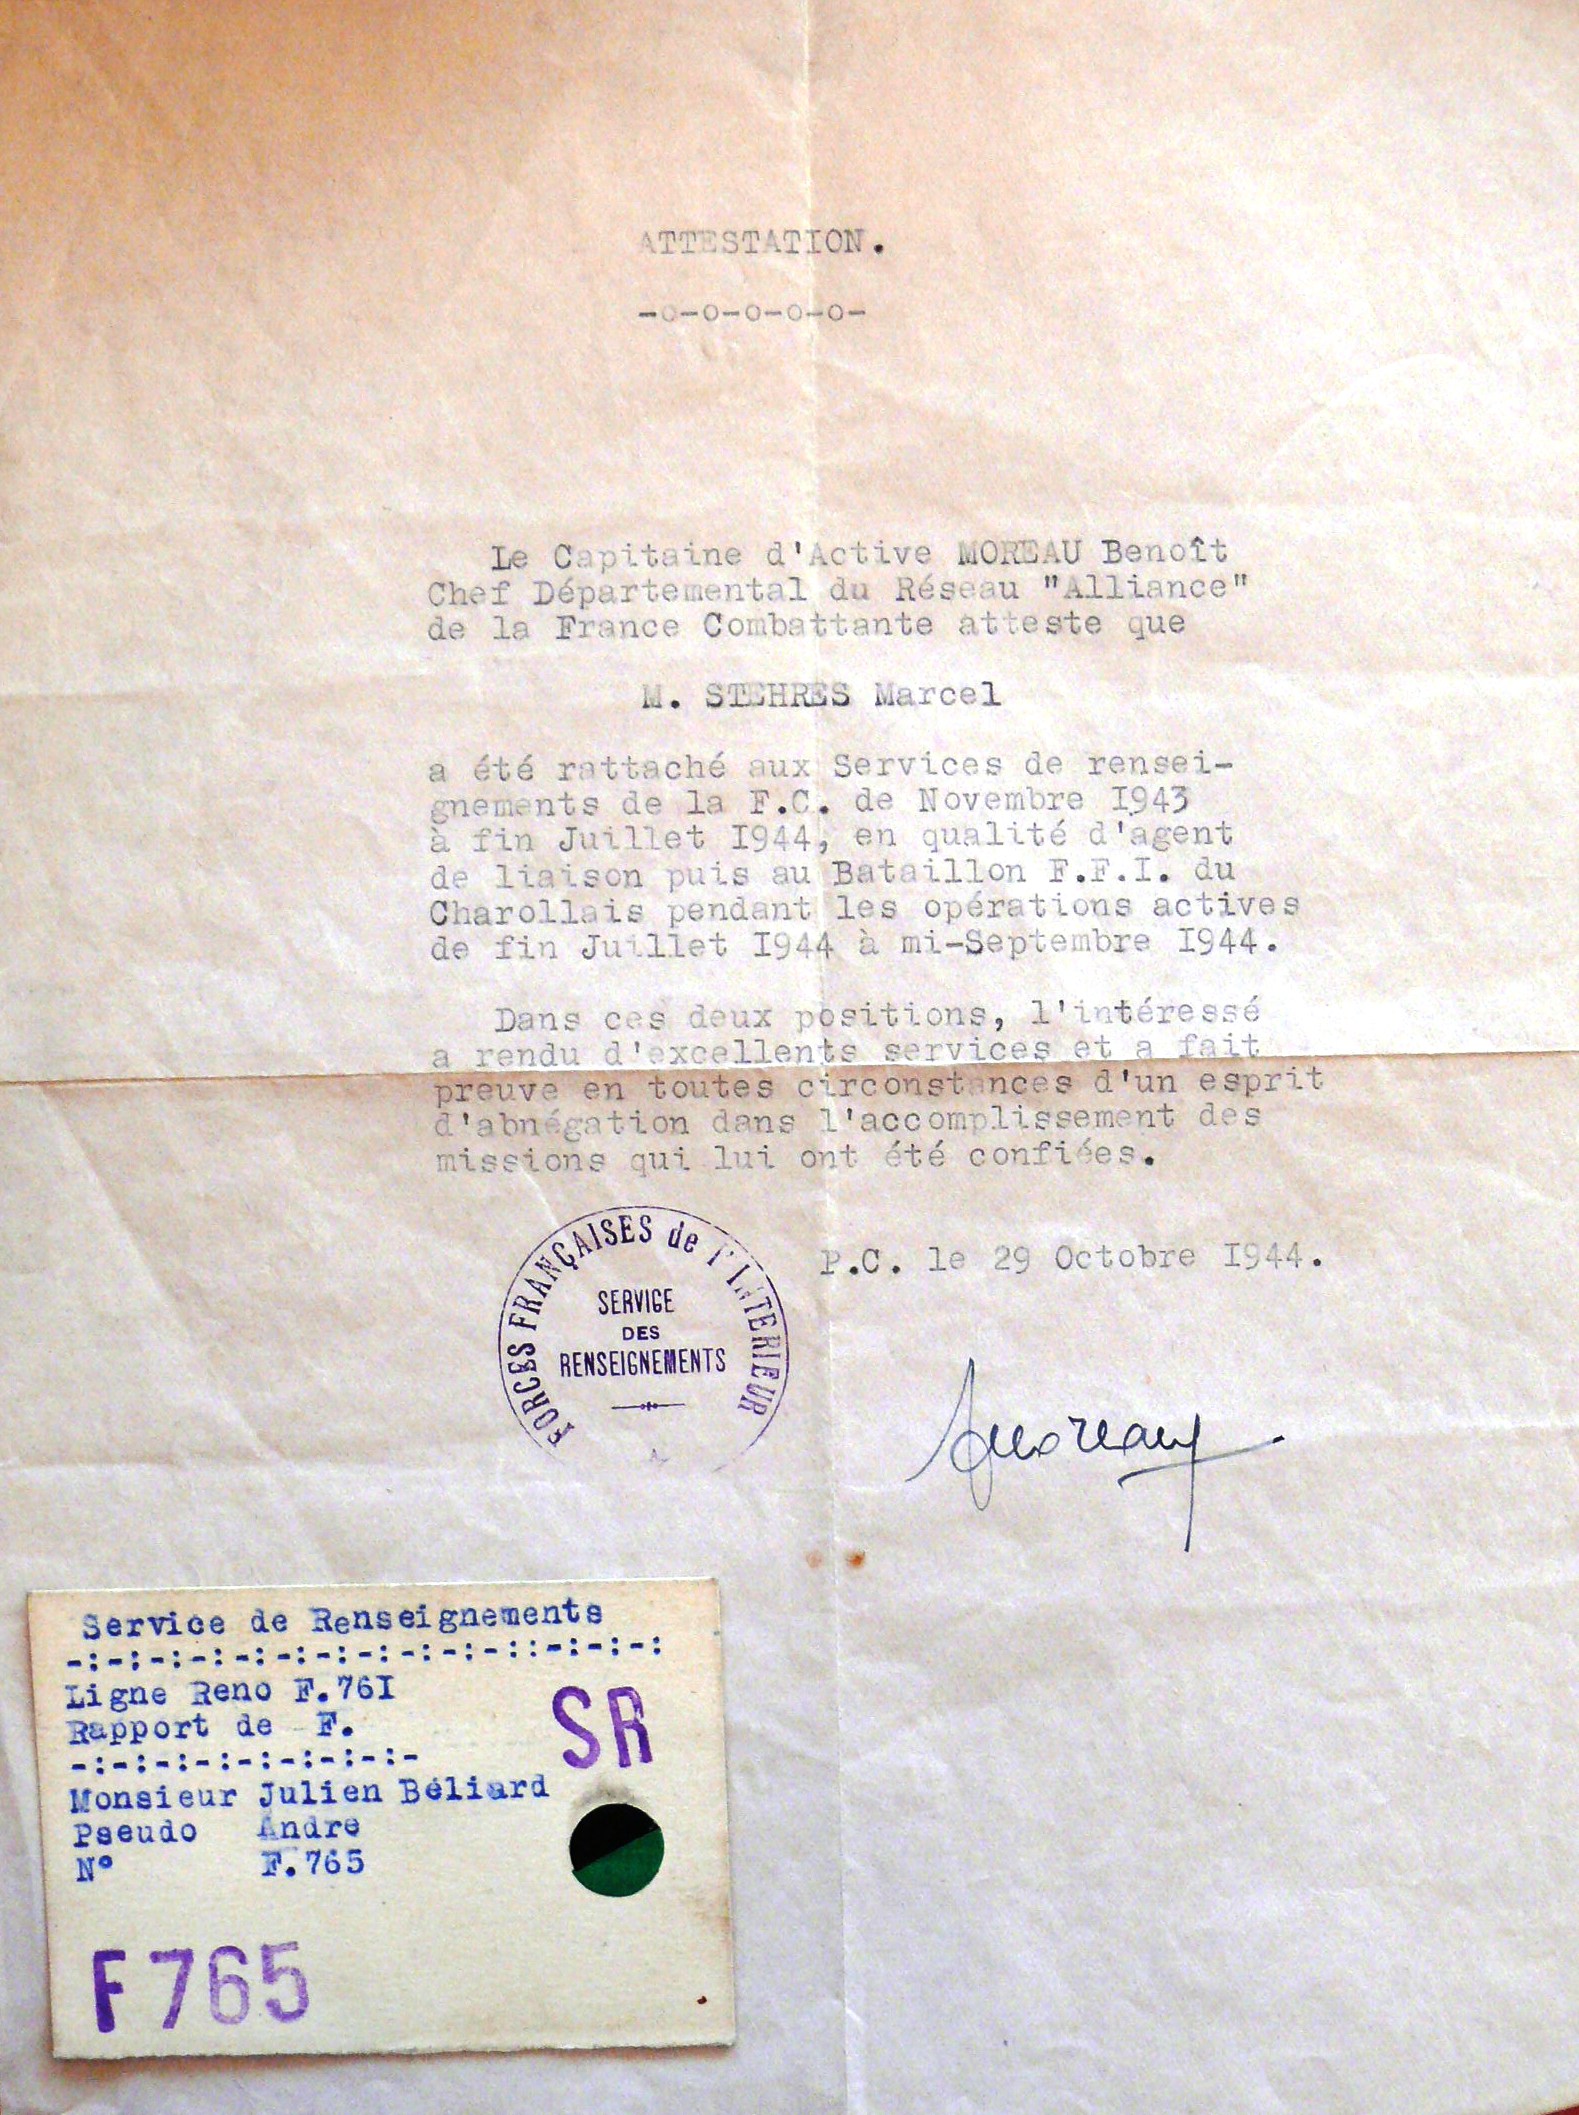 ATTESTATION.
-o-o-o-o-o-
Le Capitaine d'Active MOREAU Benoît
Chef Départemental du Réseau "Alliance"
de la France Combattante atteste que
M. STEHRES Marcel
a été rattaché aux Services de rensei-
gnements de la F.C. de Novembre I943
à fin Juillet I944, en qualité d'agent
de liaison puis au Bataillon F.F.I. du
Charollais pendant les opérations actives
de fin Juillet I944 à mi-Septembre I944.
Dans ces deux positions, l'intéressé
a rendu d'excellents services et a fait
preuve en toutes circonstances d'un esprit
d'abnégation dans l'accomplissement des
missions qui lui ont été confiées.
P.C. le 29 Octobre I944.
FORCES FRANÇAISES de l'INTERIEUR
SERVICE
DES
RENSEIGNEMENTS
Moreau
Service de Renseignements
-:-:-:-:-:-:-:-:-:-:-::-:-:-:
Ligne Reno F.76I
Rapport de F.
-:-:-:-:-:-:-:-:-
Monsieur Julien Béliard
Pseudo Andre
N° F.765
SR
F765